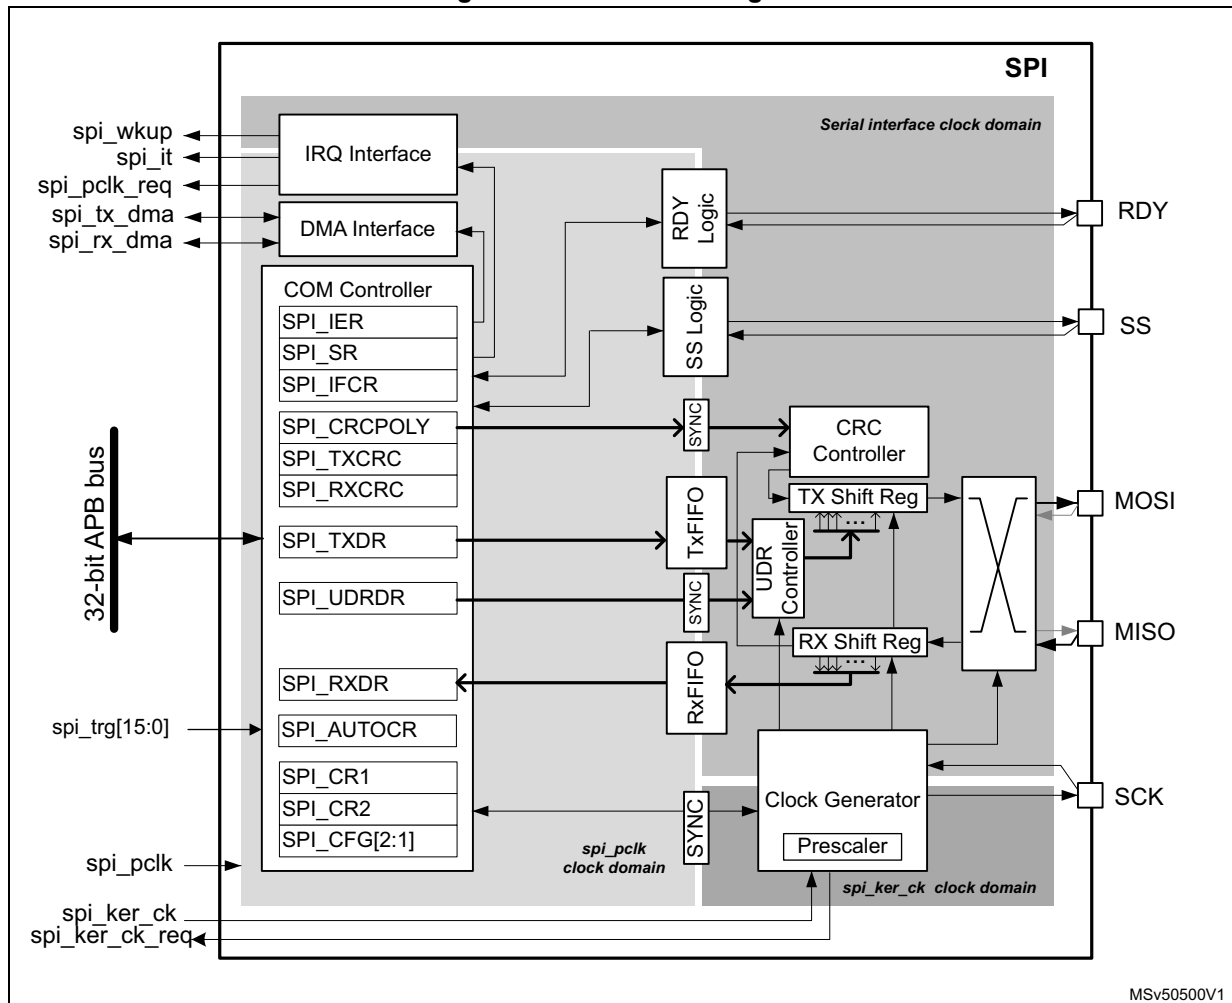 SPI
Serial interface clock domain
spi_wkup
spi_it
spi_pclk_req
spi_tx_dma
spi_rx_dma
IRQ Interface
DMA Interface
COM Controller
SPI_IER
SPI_SR
SPI_IFCR
SPI_CRCPOLY
SPI_TXCRC
SPI_RXCRC
SPI_TXDR
SPI_UDRDR
SPI_RXDR
SPI_AUTOCR
SPI_CR1
SPI_CR2
SPI_CFG[2:1]
32-bit APB bus
spi_trg[15:0]
spi_pclk
spi_ker_ck
spi_ker_ck_req
RDY
Logic
SS Logic
SYNC
TxFIFO
SYNC
RxFIFO
SYNC
CRC
Controller
TX Shift Reg
...
UDR
Controller
RX Shift Reg
...
Clock Generator
Prescaler
spi_pclk
clock domain
spi_ker_ck clock domain
RDY
SS
MOSI
MISO
SCK
MSv50500V1